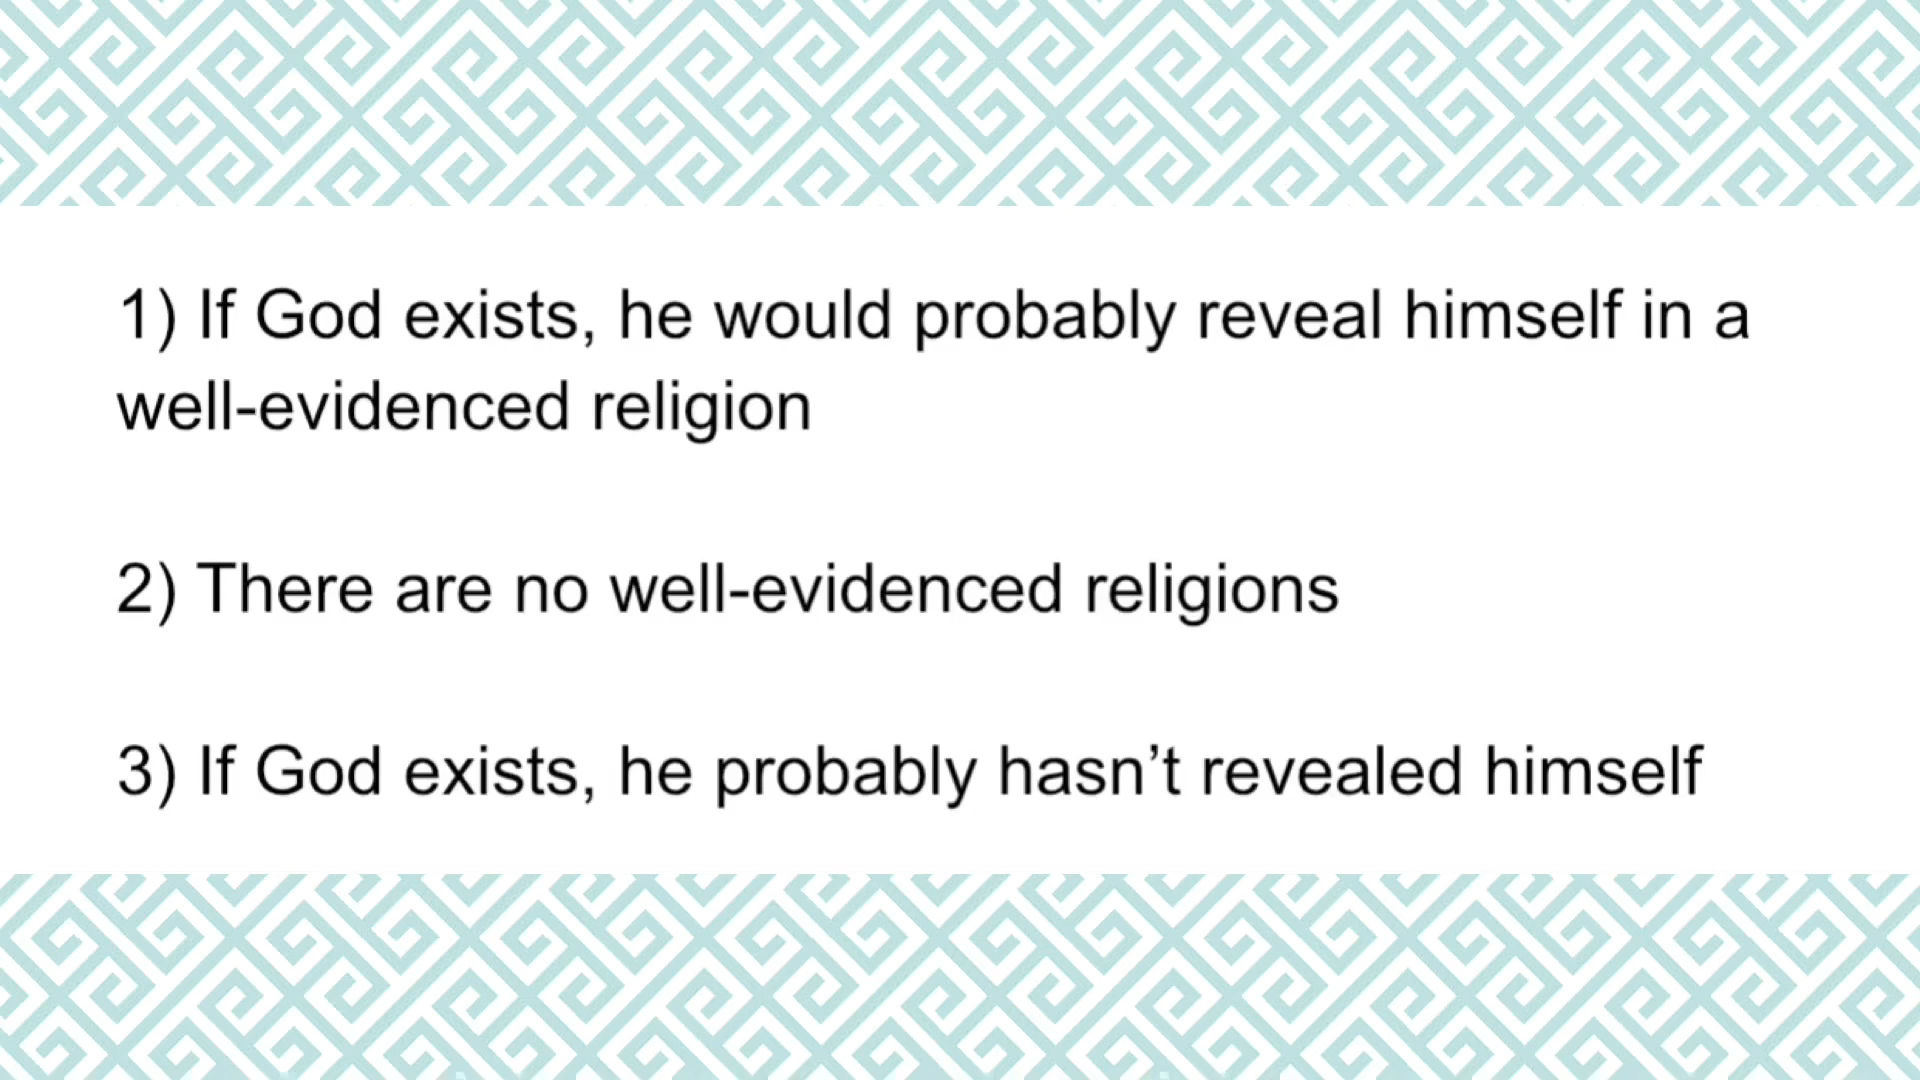 1) If God exists, he would probably reveal himself in a
well-evidenced religion
2) There are no well-evidenced religions
3) If God exists, he probably hasn’t revealed himself